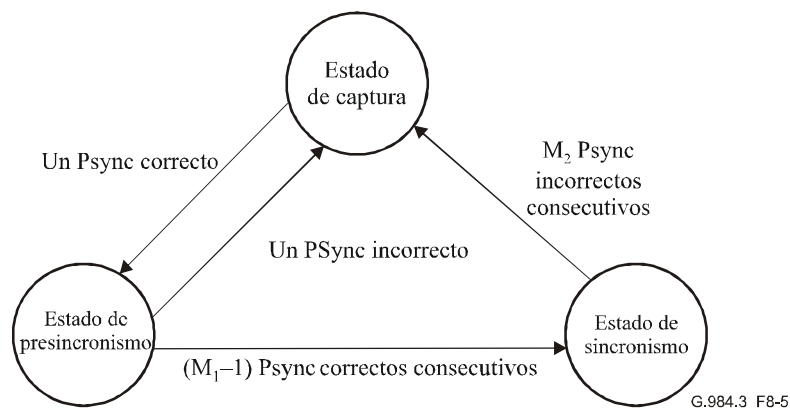 Estado
de captura
Un Psync correcto
M₂ Psync
incorrectos
consecutivos
Un PSync incorrecto
Estado de
presincronismo
Estado de
sincronismo
(M₁–1) Psync correctos consecutivos
G.984.3 F8-5